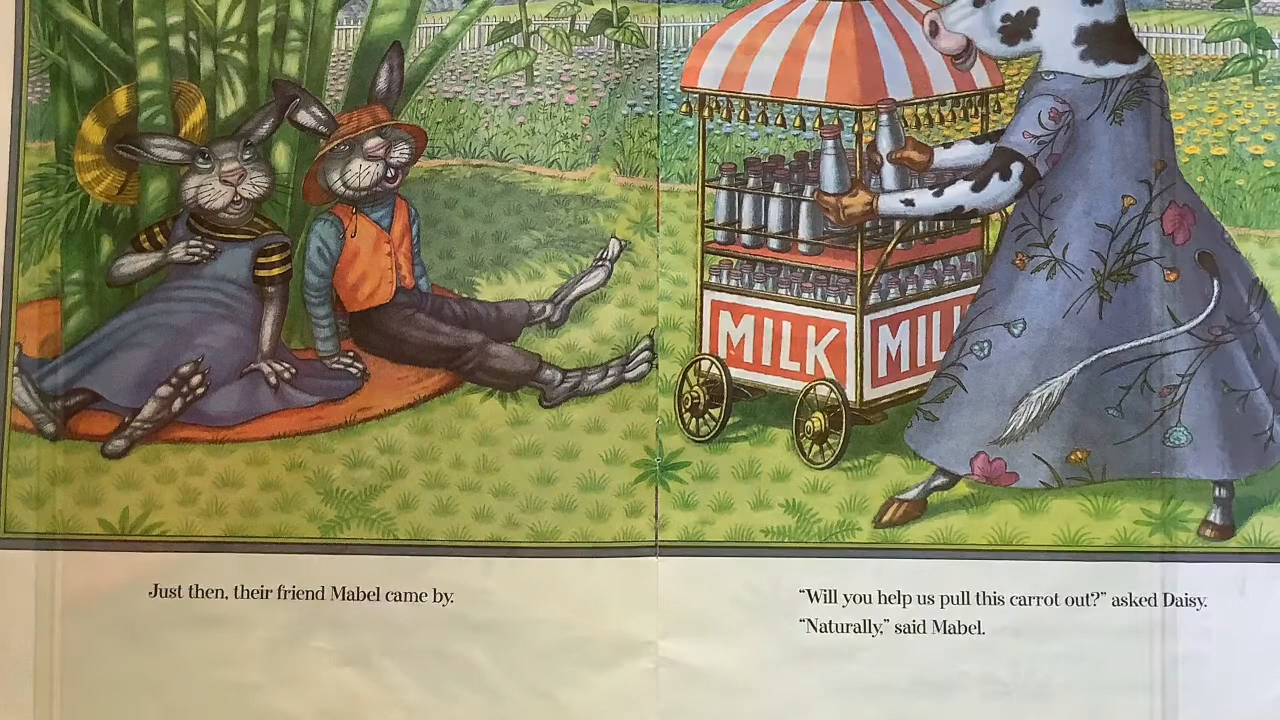 MILK
MIL
Just then, their friend Mabel came by.
“Will you help us pull this carrot out?” asked Daisy.
“Naturally,” said Mabel.